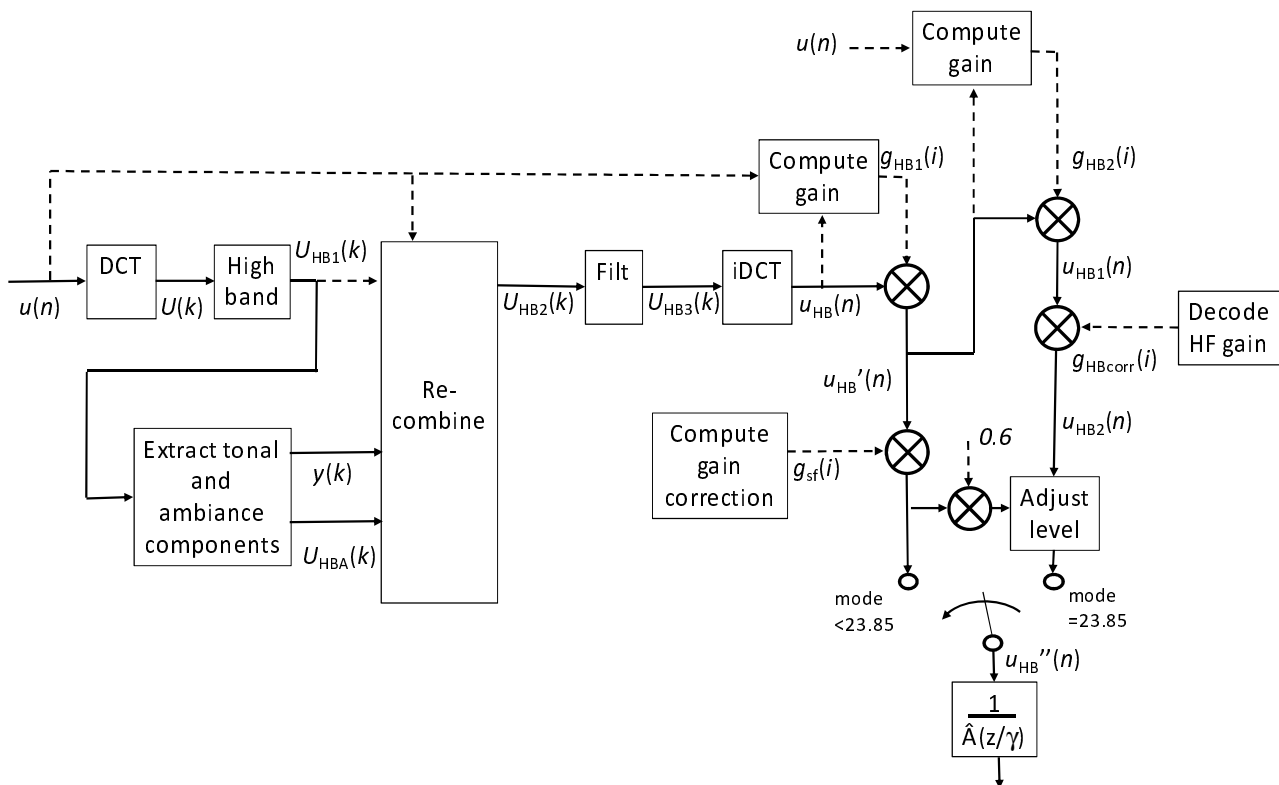 u(n)
Compute
gain
g_HB2(i)
Compute
gain
g_HB1(i)
u(n)
DCT
U(k)
High
band
U_HB1(k)
Re-
combine
U_HB2(k)
Filt
U_HB3(k)
iDCT
u_HB(n)
u_HB1(n)
Decode
HF gain
g_HBcorr(i)
u_HB'(n)
u_HB2(n)
Extract tonal
and
ambiance
components
y(k)
U_HBA(k)
Compute
gain
correction
g_sf(i)
0.6
Adjust
level
mode
<23.85
mode
=23.85
u_HB''(n)
1
Â(z/γ)